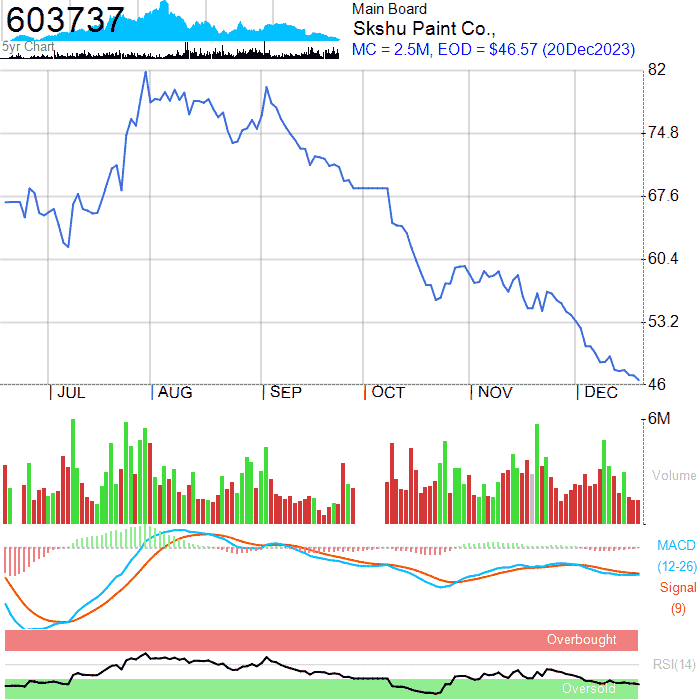 603737
5yr Chart
Main Board
Skshu Paint Co.,
MC = 2.5M, EOD = $46.57 (20Dec2023)
82
74.8
67.6
60.4
53.2
46
JUL AUG SEP OCT NOV DEC
6M
Volume
MACD
(12-26)
Signal
(9)
Overbought
RSI(14)
Oversold